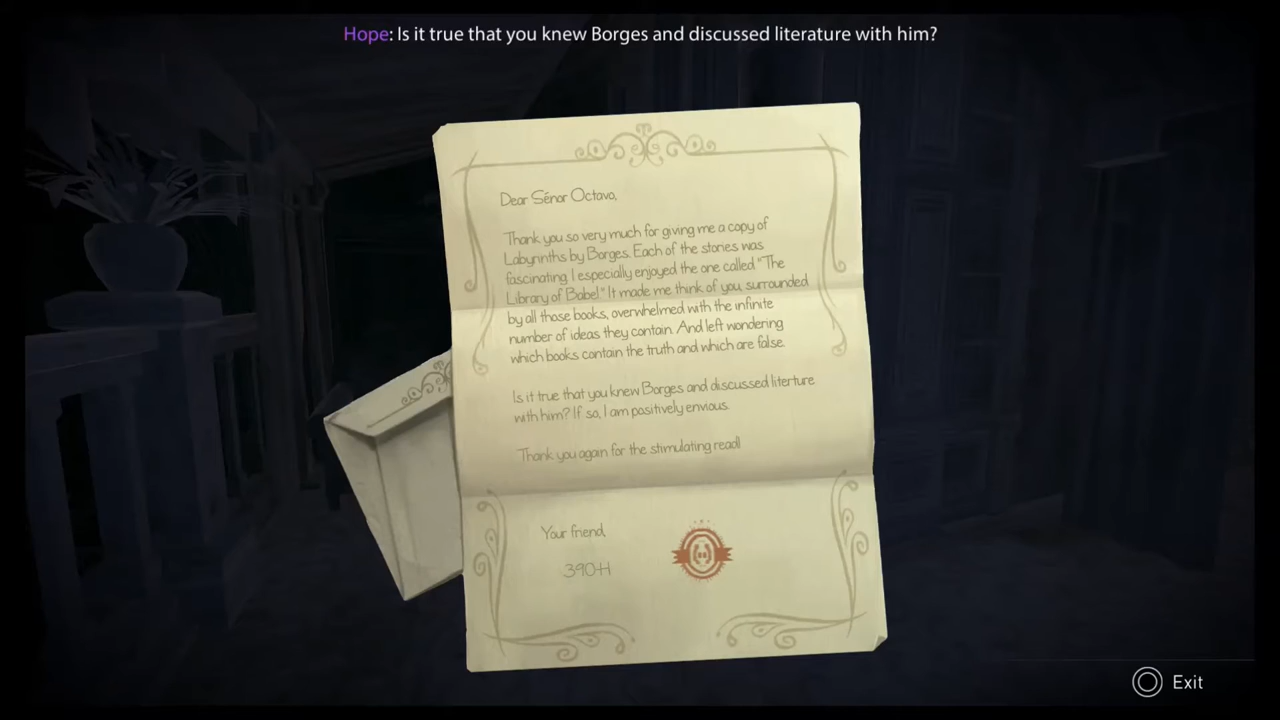 Hope: Is it true that you knew Borges and discussed literature with him?
Dear Sénor Octavo,
Thank you so very much for giving me a copy of
Labyrinths by Borges. Each of the stories was
fascinating. I especially enjoyed the one called "The
Library of Babel." It made me think of you, surrounded
by all those books, overwhelmed with the infinite
number of ideas they contain. And left wondering
which books contain the truth and which are false.
Is it true that you knew Borges and discussed literture
with him? If so, I am positively envious.
Thank you again for the stimulating read!
Your friend,
390-H
Exit